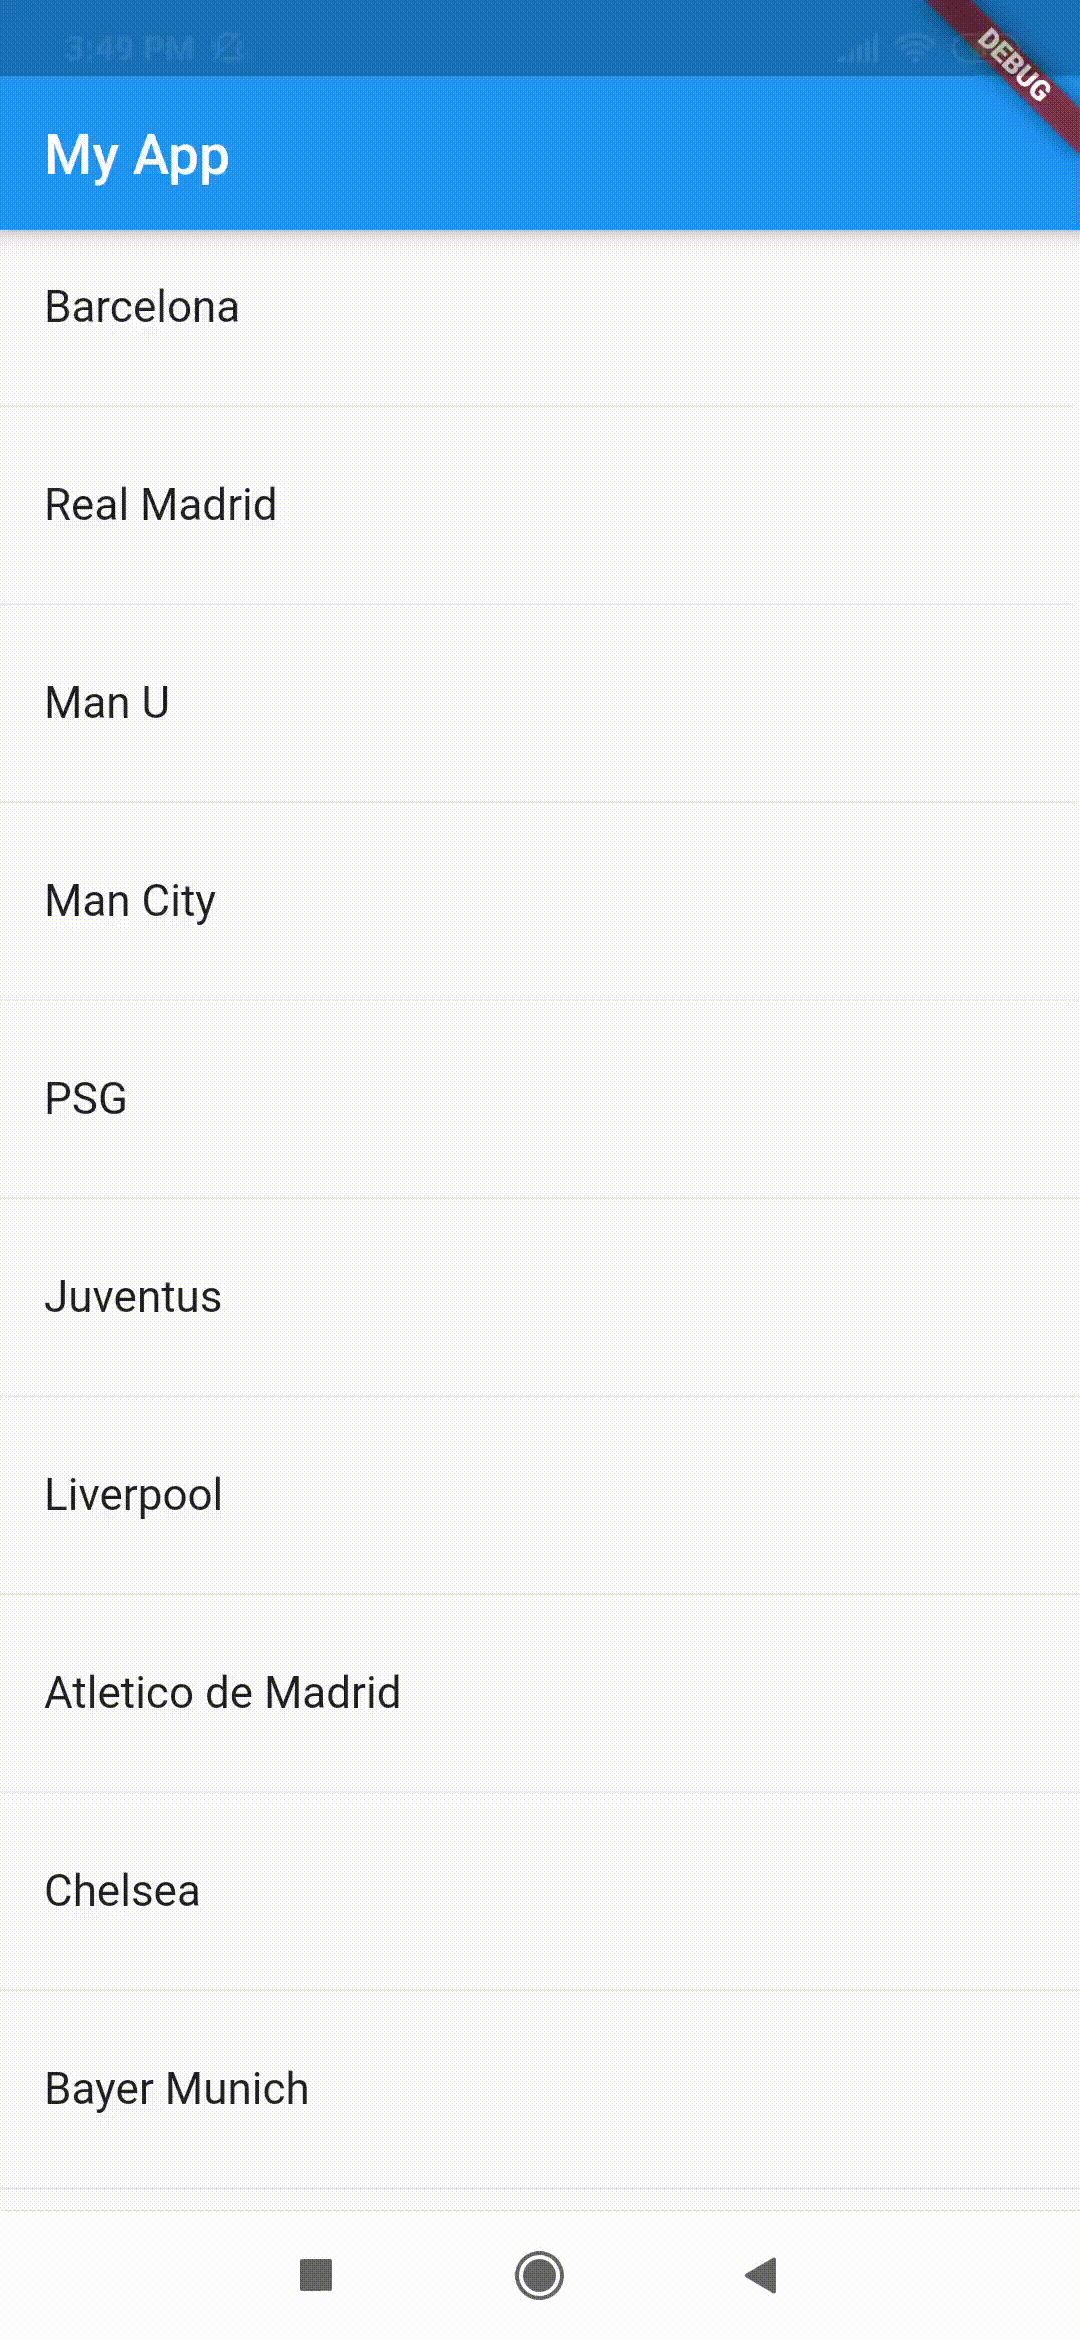 3:49 PM
DEBUG
My App
Barcelona
Real Madrid
Man U
Man City
PSG
Juventus
Liverpool
Atletico de Madrid
Chelsea
Bayer Munich